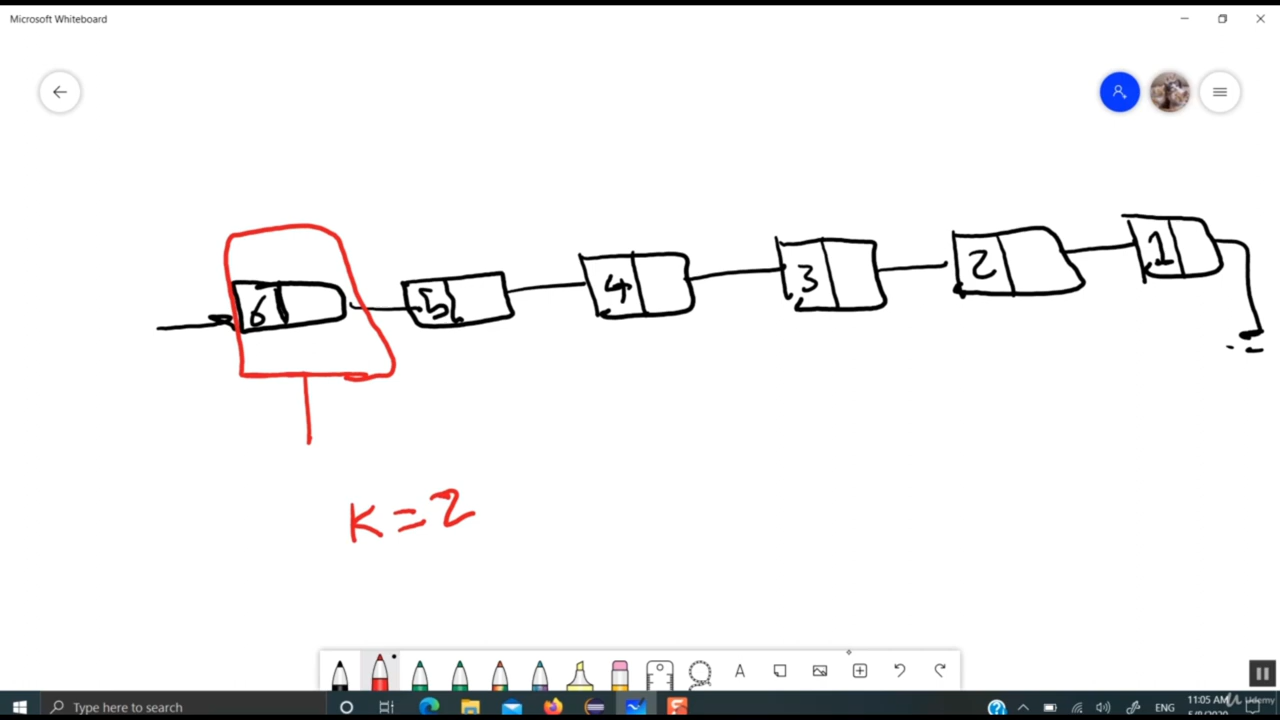 Microsoft Whiteboard
6 5 4 3 2 1
K=2
A
Type here to search
ENG
11:05 AM
Udemy